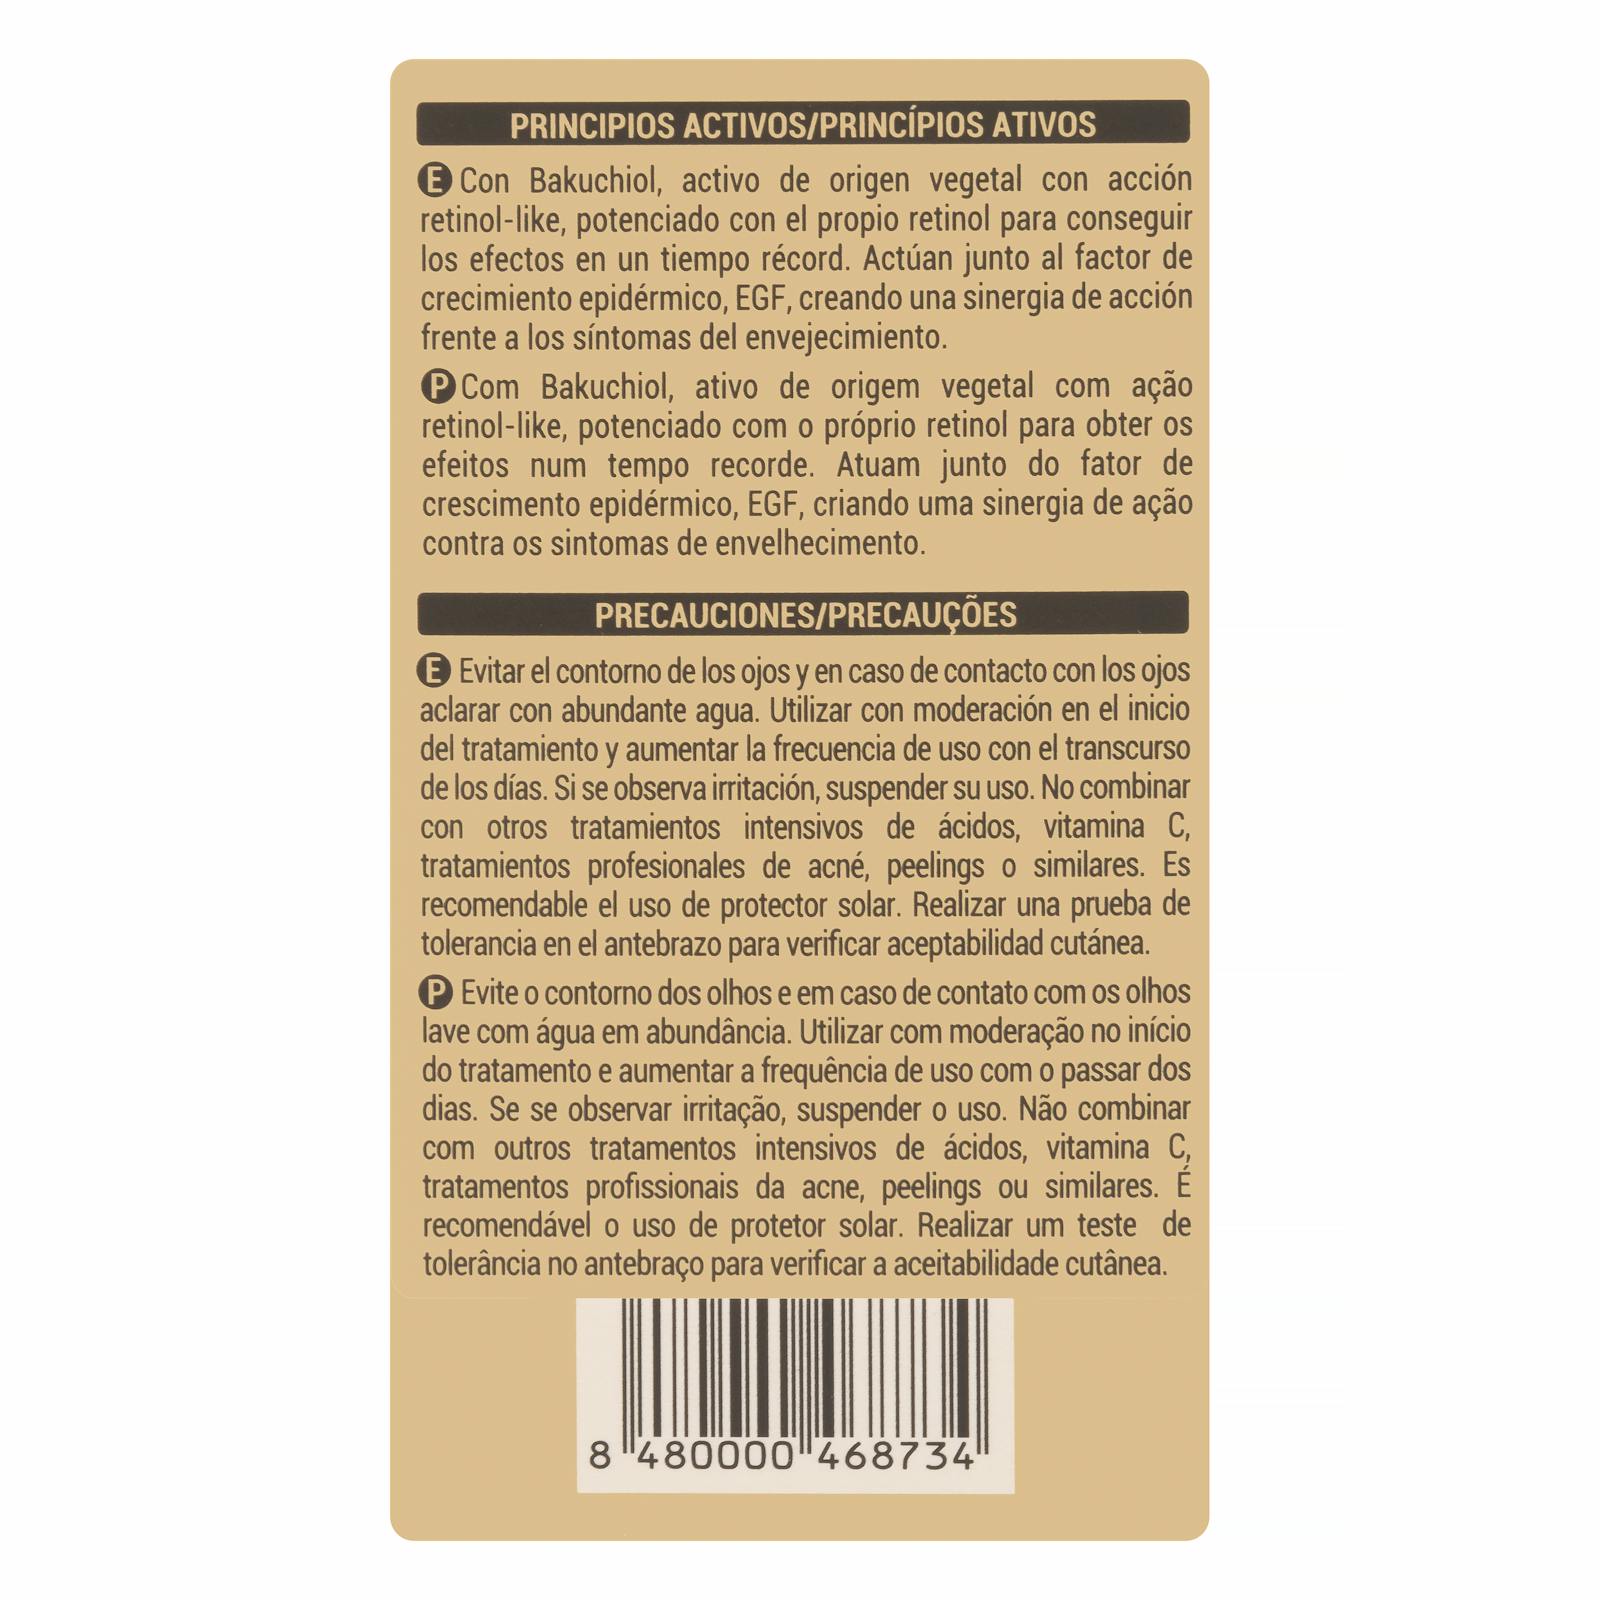 PRINCIPIOS ACTIVOS/PRINCÍPIOS ATIVOS
E Con Bakuchiol, activo de origen vegetal con acción
retinol-like, potenciado con el propio retinol para conseguir
los efectos en un tiempo récord. Actúan junto al factor de
crecimiento epidérmico, EGF, creando una sinergia de acción
frente a los síntomas del envejecimiento.
P Com Bakuchiol, ativo de origem vegetal com ação
retinol-like, potenciado com o próprio retinol para obter os
efeitos num tempo recorde. Atuam junto do fator de
crescimento epidérmico, EGF, criando uma sinergia de ação
contra os sintomas de envelhecimento.
PRECAUCIONES/PRECAUÇÕES
E Evitar el contorno de los ojos y en caso de contacto con los ojos
aclarar con abundante agua. Utilizar con moderación en el inicio
del tratamiento y aumentar la frecuencia de uso con el transcurso
de los días. Si se observa irritación, suspender su uso. No combinar
con otros tratamientos intensivos de ácidos, vitamina C,
tratamientos profesionales de acné, peelings o similares. Es
recomendable el uso de protector solar. Realizar una prueba de
tolerancia en el antebrazo para verificar aceptabilidad cutánea.
P Evite o contorno dos olhos e em caso de contato com os olhos
lave com água em abundância. Utilizar com moderação no início
do tratamento e aumentar a frequência de uso com o passar dos
dias. Se se observar irritação, suspender o uso. Não combinar
com outros tratamentos intensivos de ácidos, vitamina C,
tratamentos profissionais da acne, peelings ou similares. É
recomendável o uso de protetor solar. Realizar um teste de
tolerância no antebraço para verificar a aceitabilidade cutânea.
8 480000 468734